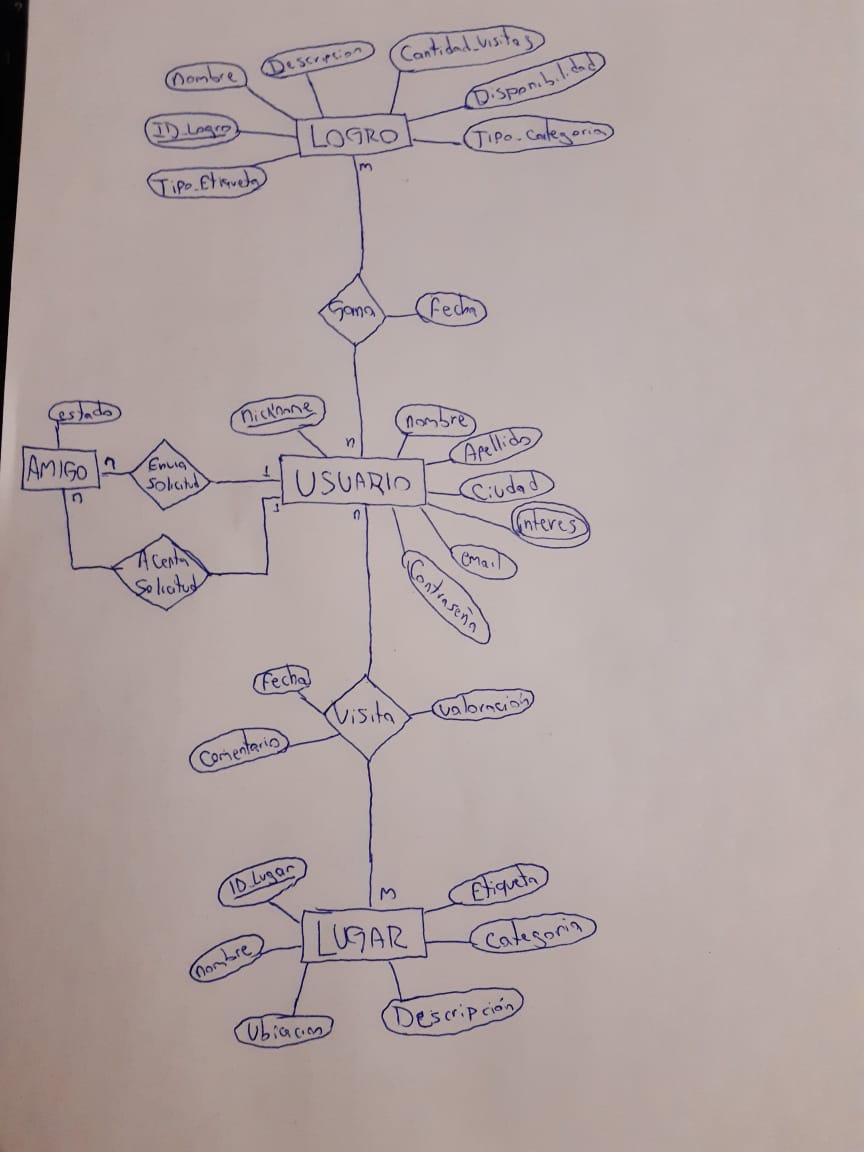 Descripcion
Cantidad_Visitas
Nombre
Disponibilidad
ID_Logro
LOGRO
Tipo_Categoria
Tipo_Etiqueta
m
Gana
Fecha
estado
Nickname
nombre
n
Apellido
AMIGO
n
Envia
Solicitud
1
USUARIO
Ciudad
n
1
n
interes
Acepta
Solicitud
email
Contraseña
Fecha
Visita
Valoración
Comentario
ID_Lugar
M
Etiqueta
nombre
LUGAR
Categoria
Ubicacion
Descripción